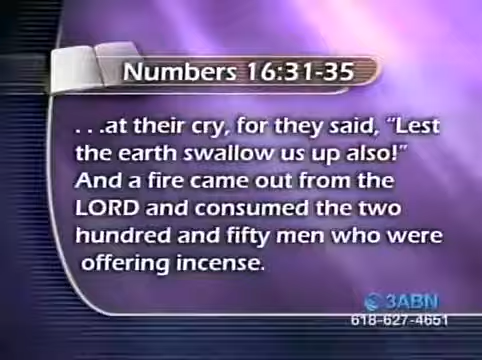 Numbers 16:31-35
. . .at their cry, for they said, “Lest
the earth swallow us up also!”
And a fire came out from the
LORD and consumed the two
hundred and fifty men who were
offering incense.
3ABN
618-627-4651